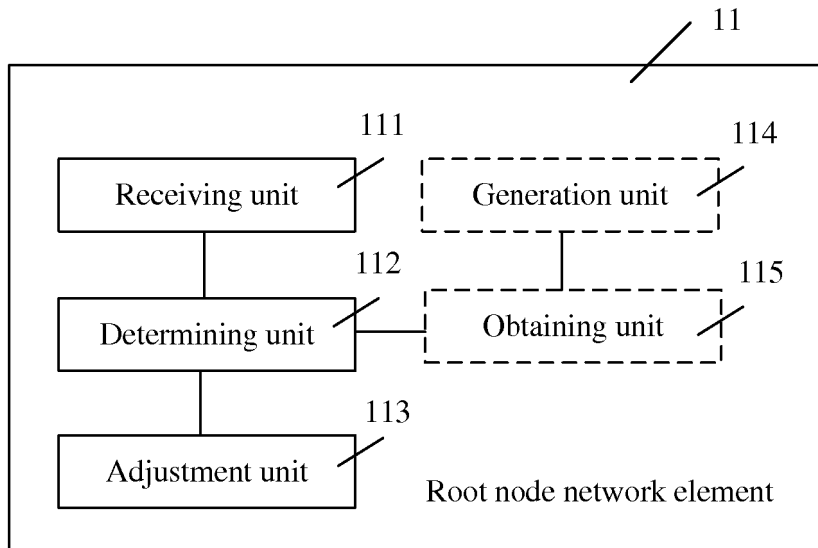 11
111
114
Receiving unit
Generation unit
112
115
Determining unit
Obtaining unit
113
Adjustment unit
Root node network element